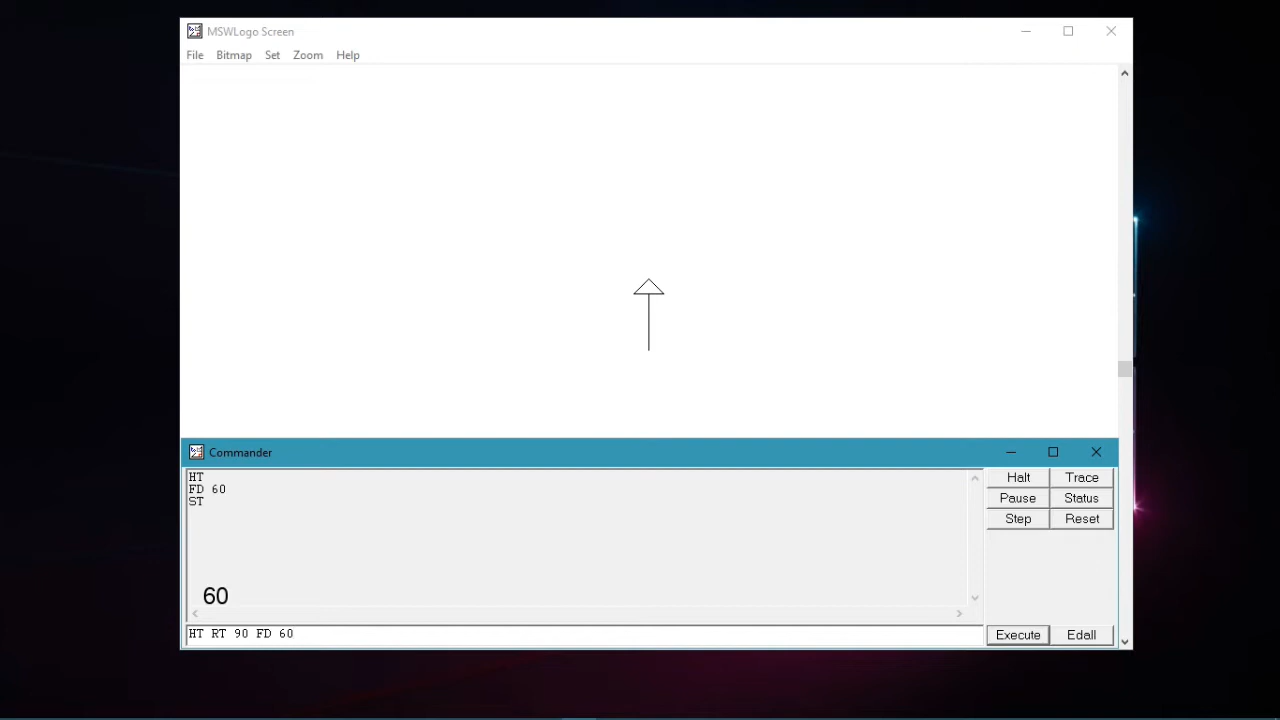 MSWLogo Screen
File Bitmap Set Zoom Help
Commander
HT
FD 60
ST
60
HT RT 90 FD 60
Halt Trace
Pause Status
Step Reset
Execute Edall